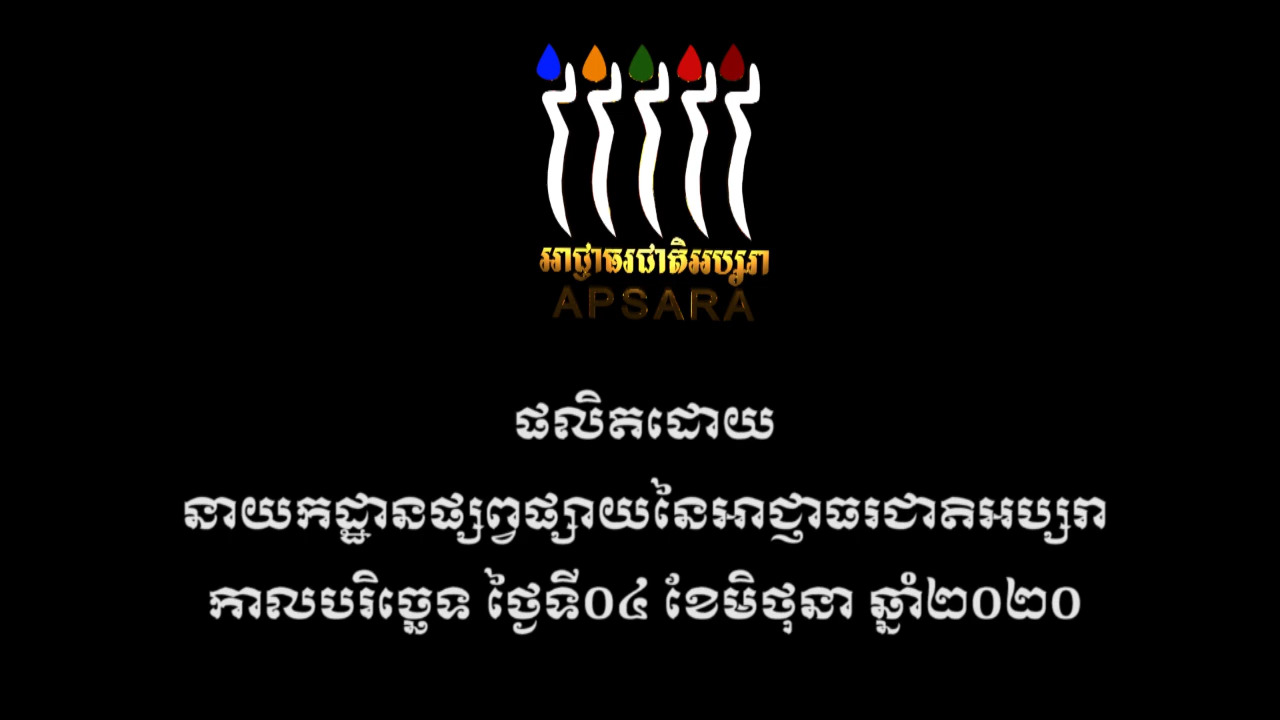 អាជ្ញាធរជាតិអប្សរា
APSARA
ផលិតដោយ
នាយកដ្ឋានផ្សព្វផ្សាយនៃអាជ្ញាធរជាតិអប្សរា
កាលបរិច្ឆេទ ថ្ងៃទី០៤ ខែមិថុនា ឆ្នាំ២០២០